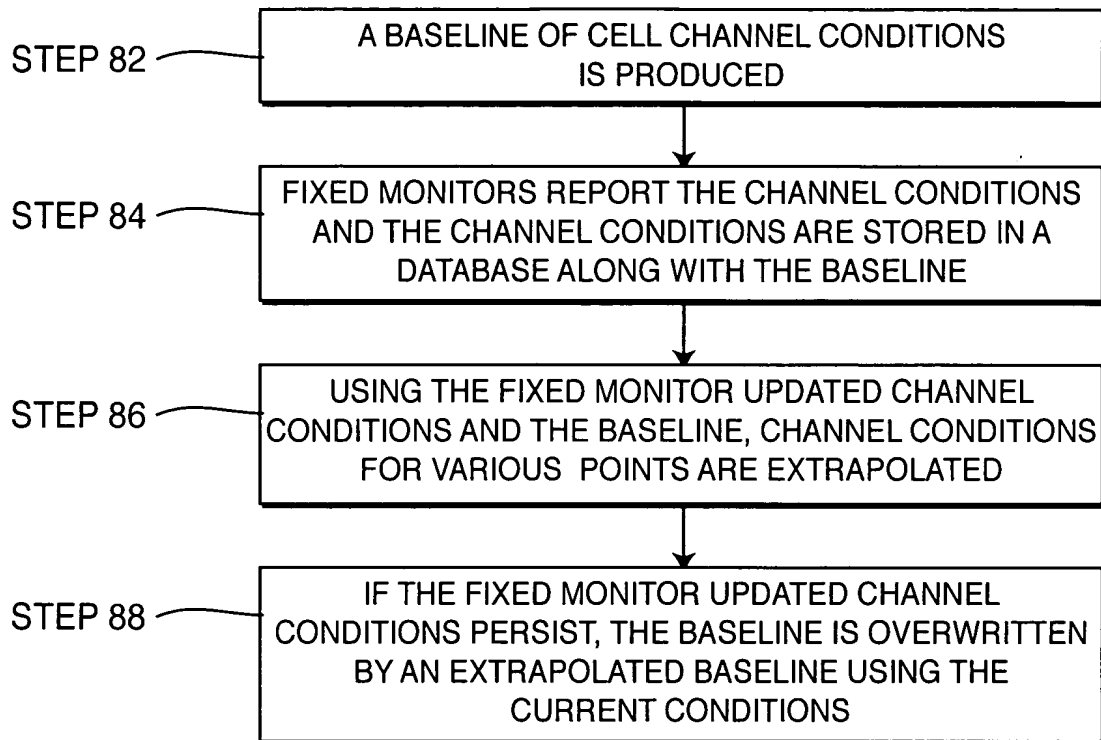 STEP 82
A BASELINE OF CELL CHANNEL CONDITIONS
IS PRODUCED
STEP 84
FIXED MONITORS REPORT THE CHANNEL CONDITIONS
AND THE CHANNEL CONDITIONS ARE STORED IN A
DATABASE ALONG WITH THE BASELINE
STEP 86
USING THE FIXED MONITOR UPDATED CHANNEL
CONDITIONS AND THE BASELINE, CHANNEL CONDITIONS
FOR VARIOUS POINTS ARE EXTRAPOLATED
STEP 88
IF THE FIXED MONITOR UPDATED CHANNEL
CONDITIONS PERSIST, THE BASELINE IS OVERWRITTEN
BY AN EXTRAPOLATED BASELINE USING THE
CURRENT CONDITIONS